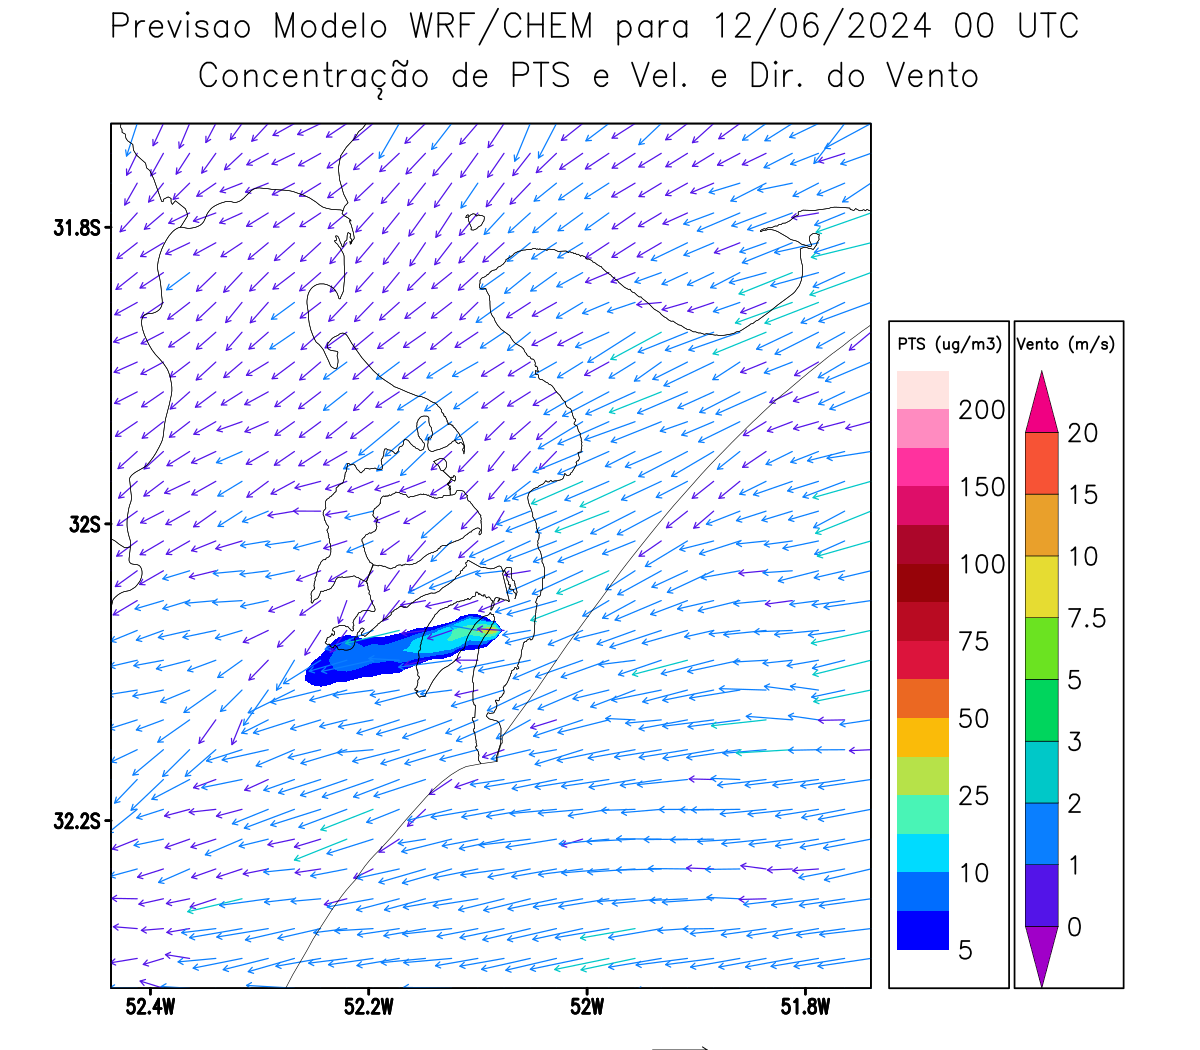 Previsao Modelo WRF/CHEM para 12/06/2024 00 UTC
Concentração de PTS e Vel. e Dir. do Vento
31.8S
32S
32.2S
52.4W
52.2W
52W
51.8W
PTS (ug/m3)
200
150
100
75
50
25
10
5
Vento (m/s)
20
15
10
7.5
5
3
2
1
0